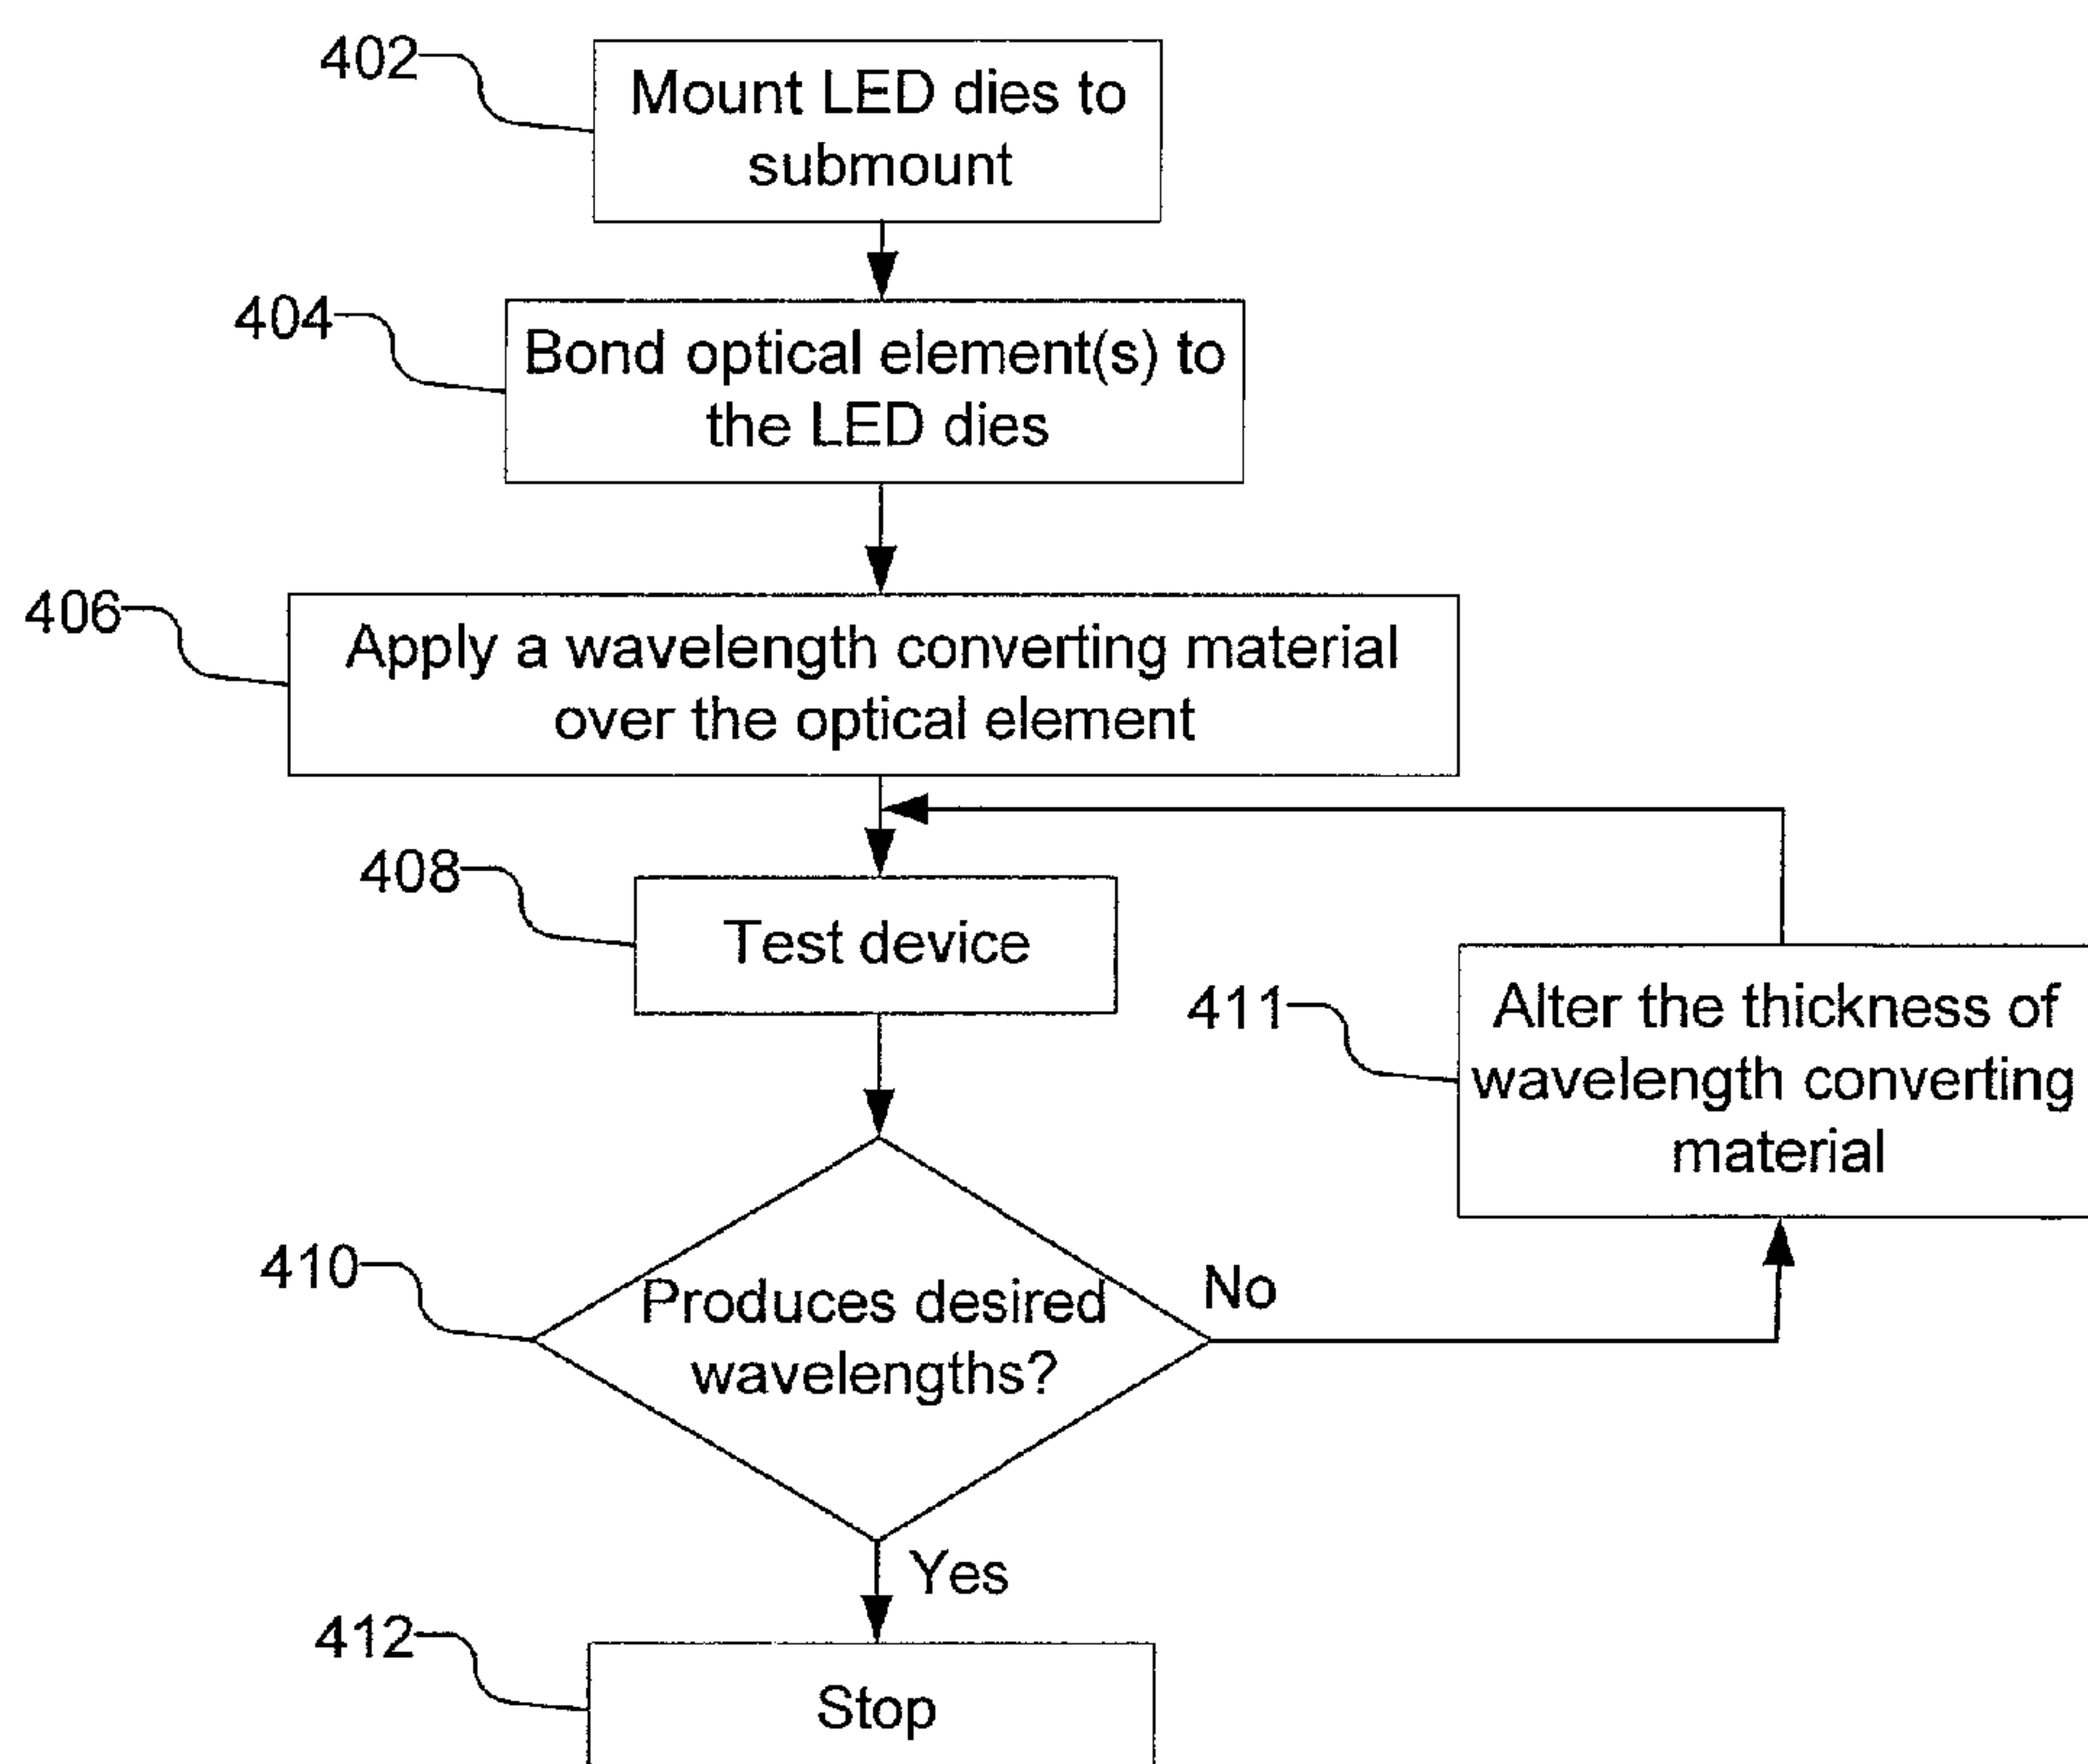 402
Mount LED dies to
submount
404
Bond optical element(s) to
the LED dies
406
Apply a wavelength converting material
over the optical element
408
Test device
411
Alter the thickness of
wavelength converting
material
410
Produces desired
wavelengths?
No
Yes
412
Stop